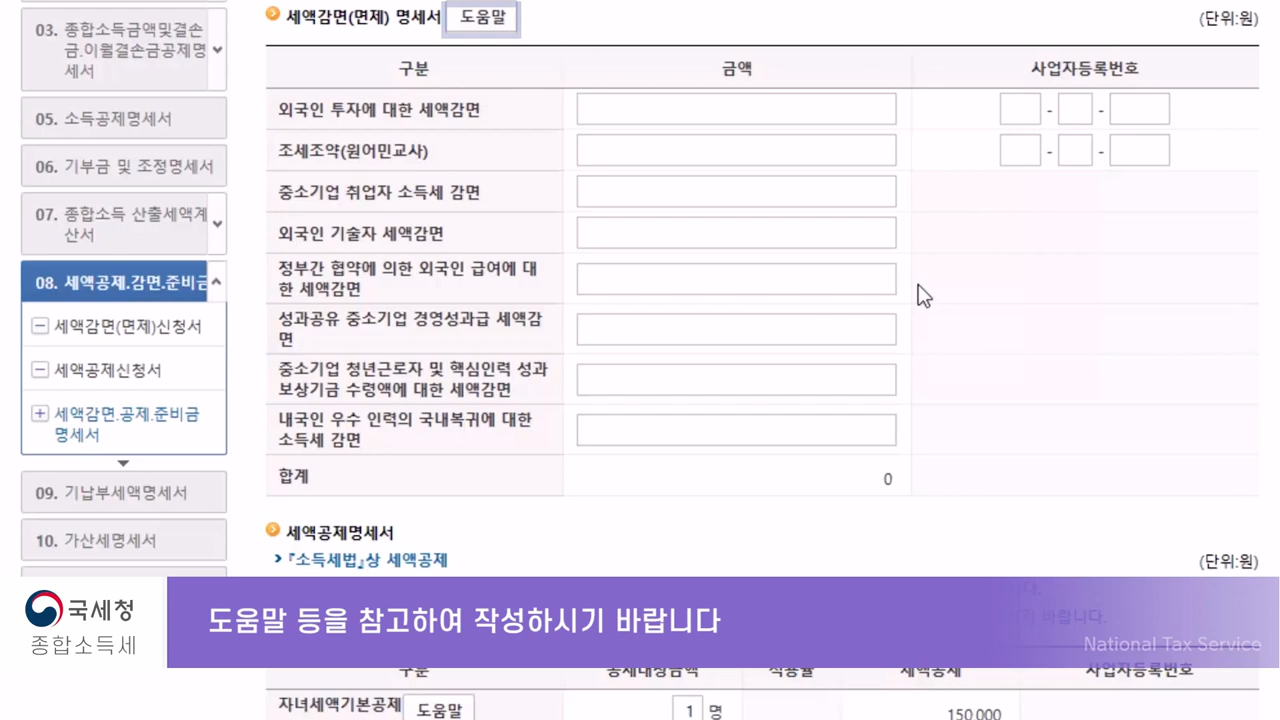 03. 종합소득금액및결손
금.이월결손금공제명
세서
05. 소득공제명세서
06. 기부금 및 조정명세서
07. 종합소득 산출세액계
산서
08. 세액공제.감면.준비금
세액감면(면제)신청서
세액공제신청서
세액감면.공제.준비금
명세서
09. 기납부세액명세서
10. 가산세명세서
세액감면(면제) 명세서 도움말 (단위:원)
구분 금액 사업자등록번호
외국인 투자에 대한 세액감면 - -
조세조약(원어민교사) - -
중소기업 취업자 소득세 감면
외국인 기술자 세액감면
정부간 협약에 의한 외국인 급여에 대
한 세액감면
성과공유 중소기업 경영성과급 세액감
면
중소기업 청년근로자 및 핵심인력 성과
보상기금 수령액에 대한 세액감면
내국인 우수 인력의 국내복귀에 대한
소득세 감면
합계 0
세액공제명세서
『소득세법』상 세액공제 (단위:원)
국세청
종합소득세
도움말 등을 참고하여 작성하시기 바랍니다
바랍니다.
National Tax Service
구분 공제대상금액 적용율 세액공제 사업자등록번호
자녀세액기본공제 도움말 1 명 150,000